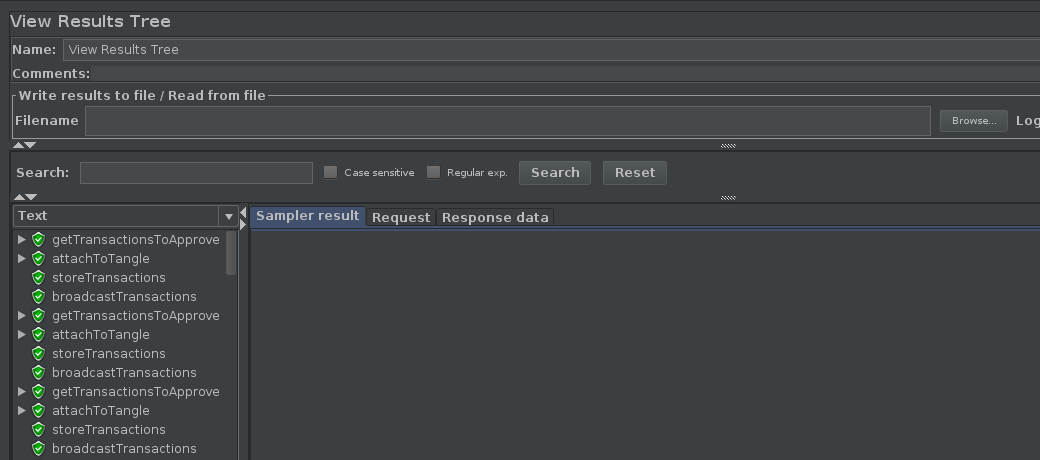 View Results Tree
Name: View Results Tree
Comments:
Write results to file / Read from file
Filename Browse... Log
Search: Case sensitive Regular exp. Search Reset
Text Sampler result Request Response data
getTransactionsToApprove
attachToTangle
storeTransactions
broadcastTransactions
getTransactionsToApprove
attachToTangle
storeTransactions
broadcastTransactions
getTransactionsToApprove
attachToTangle
storeTransactions
broadcastTransactions